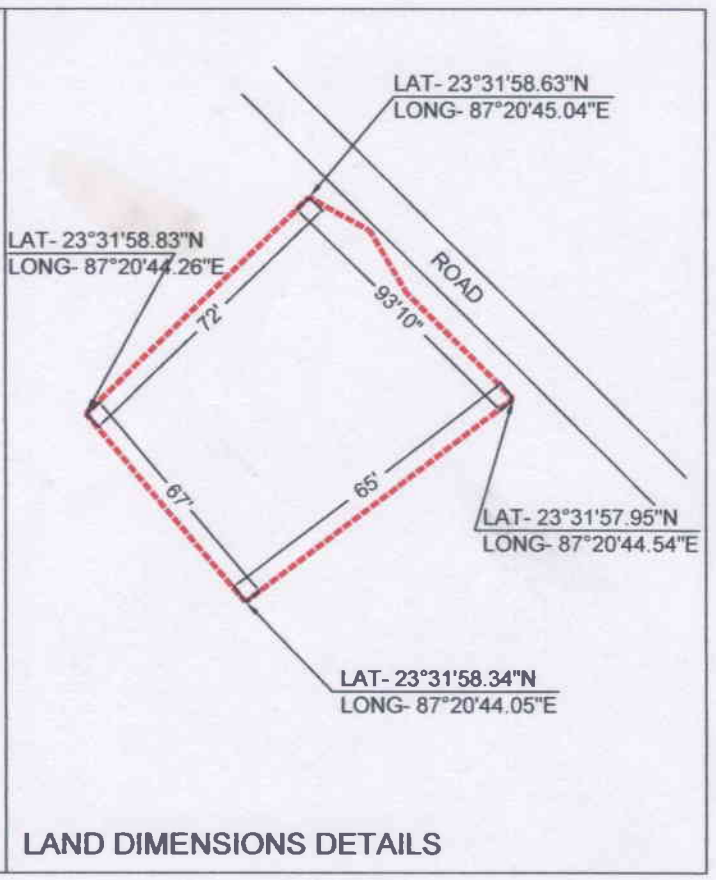 LAT- 23°31'58.63"N
LONG- 87°20'45.04"E
LAT- 23°31'58.83"N
LONG- 87°20'44.26"E
ROAD
72'
93'10"
67'
65'
LAT- 23°31'57.95"N
LONG- 87°20'44.54"E
LAT- 23°31'58.34"N
LONG- 87°20'44.05"E
LAND DIMENSIONS DETAILS